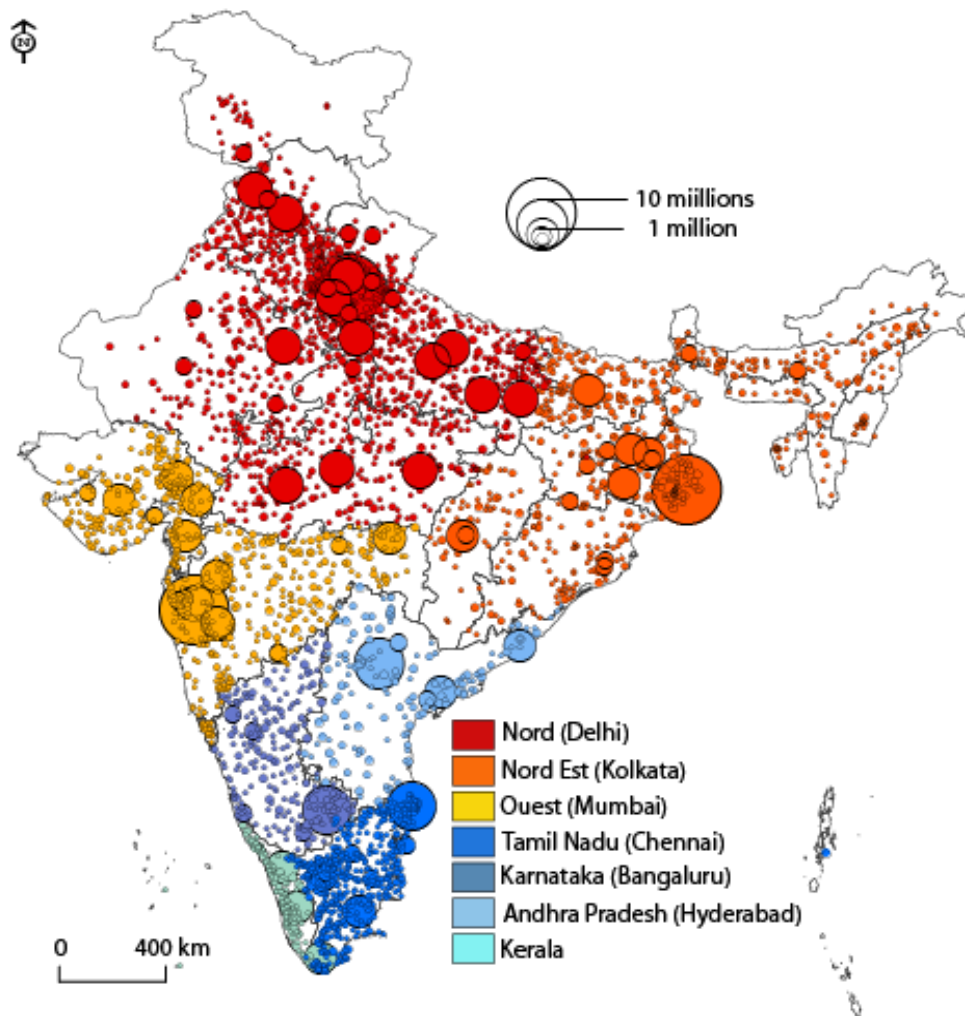 N
10 miillions
1 million
Nord (Delhi)
Nord Est (Kolkata)
Ouest (Mumbai)
Tamil Nadu (Chennai)
Karnataka (Bangaluru)
Andhra Pradesh (Hyderabad)
Kerala
0 400 km